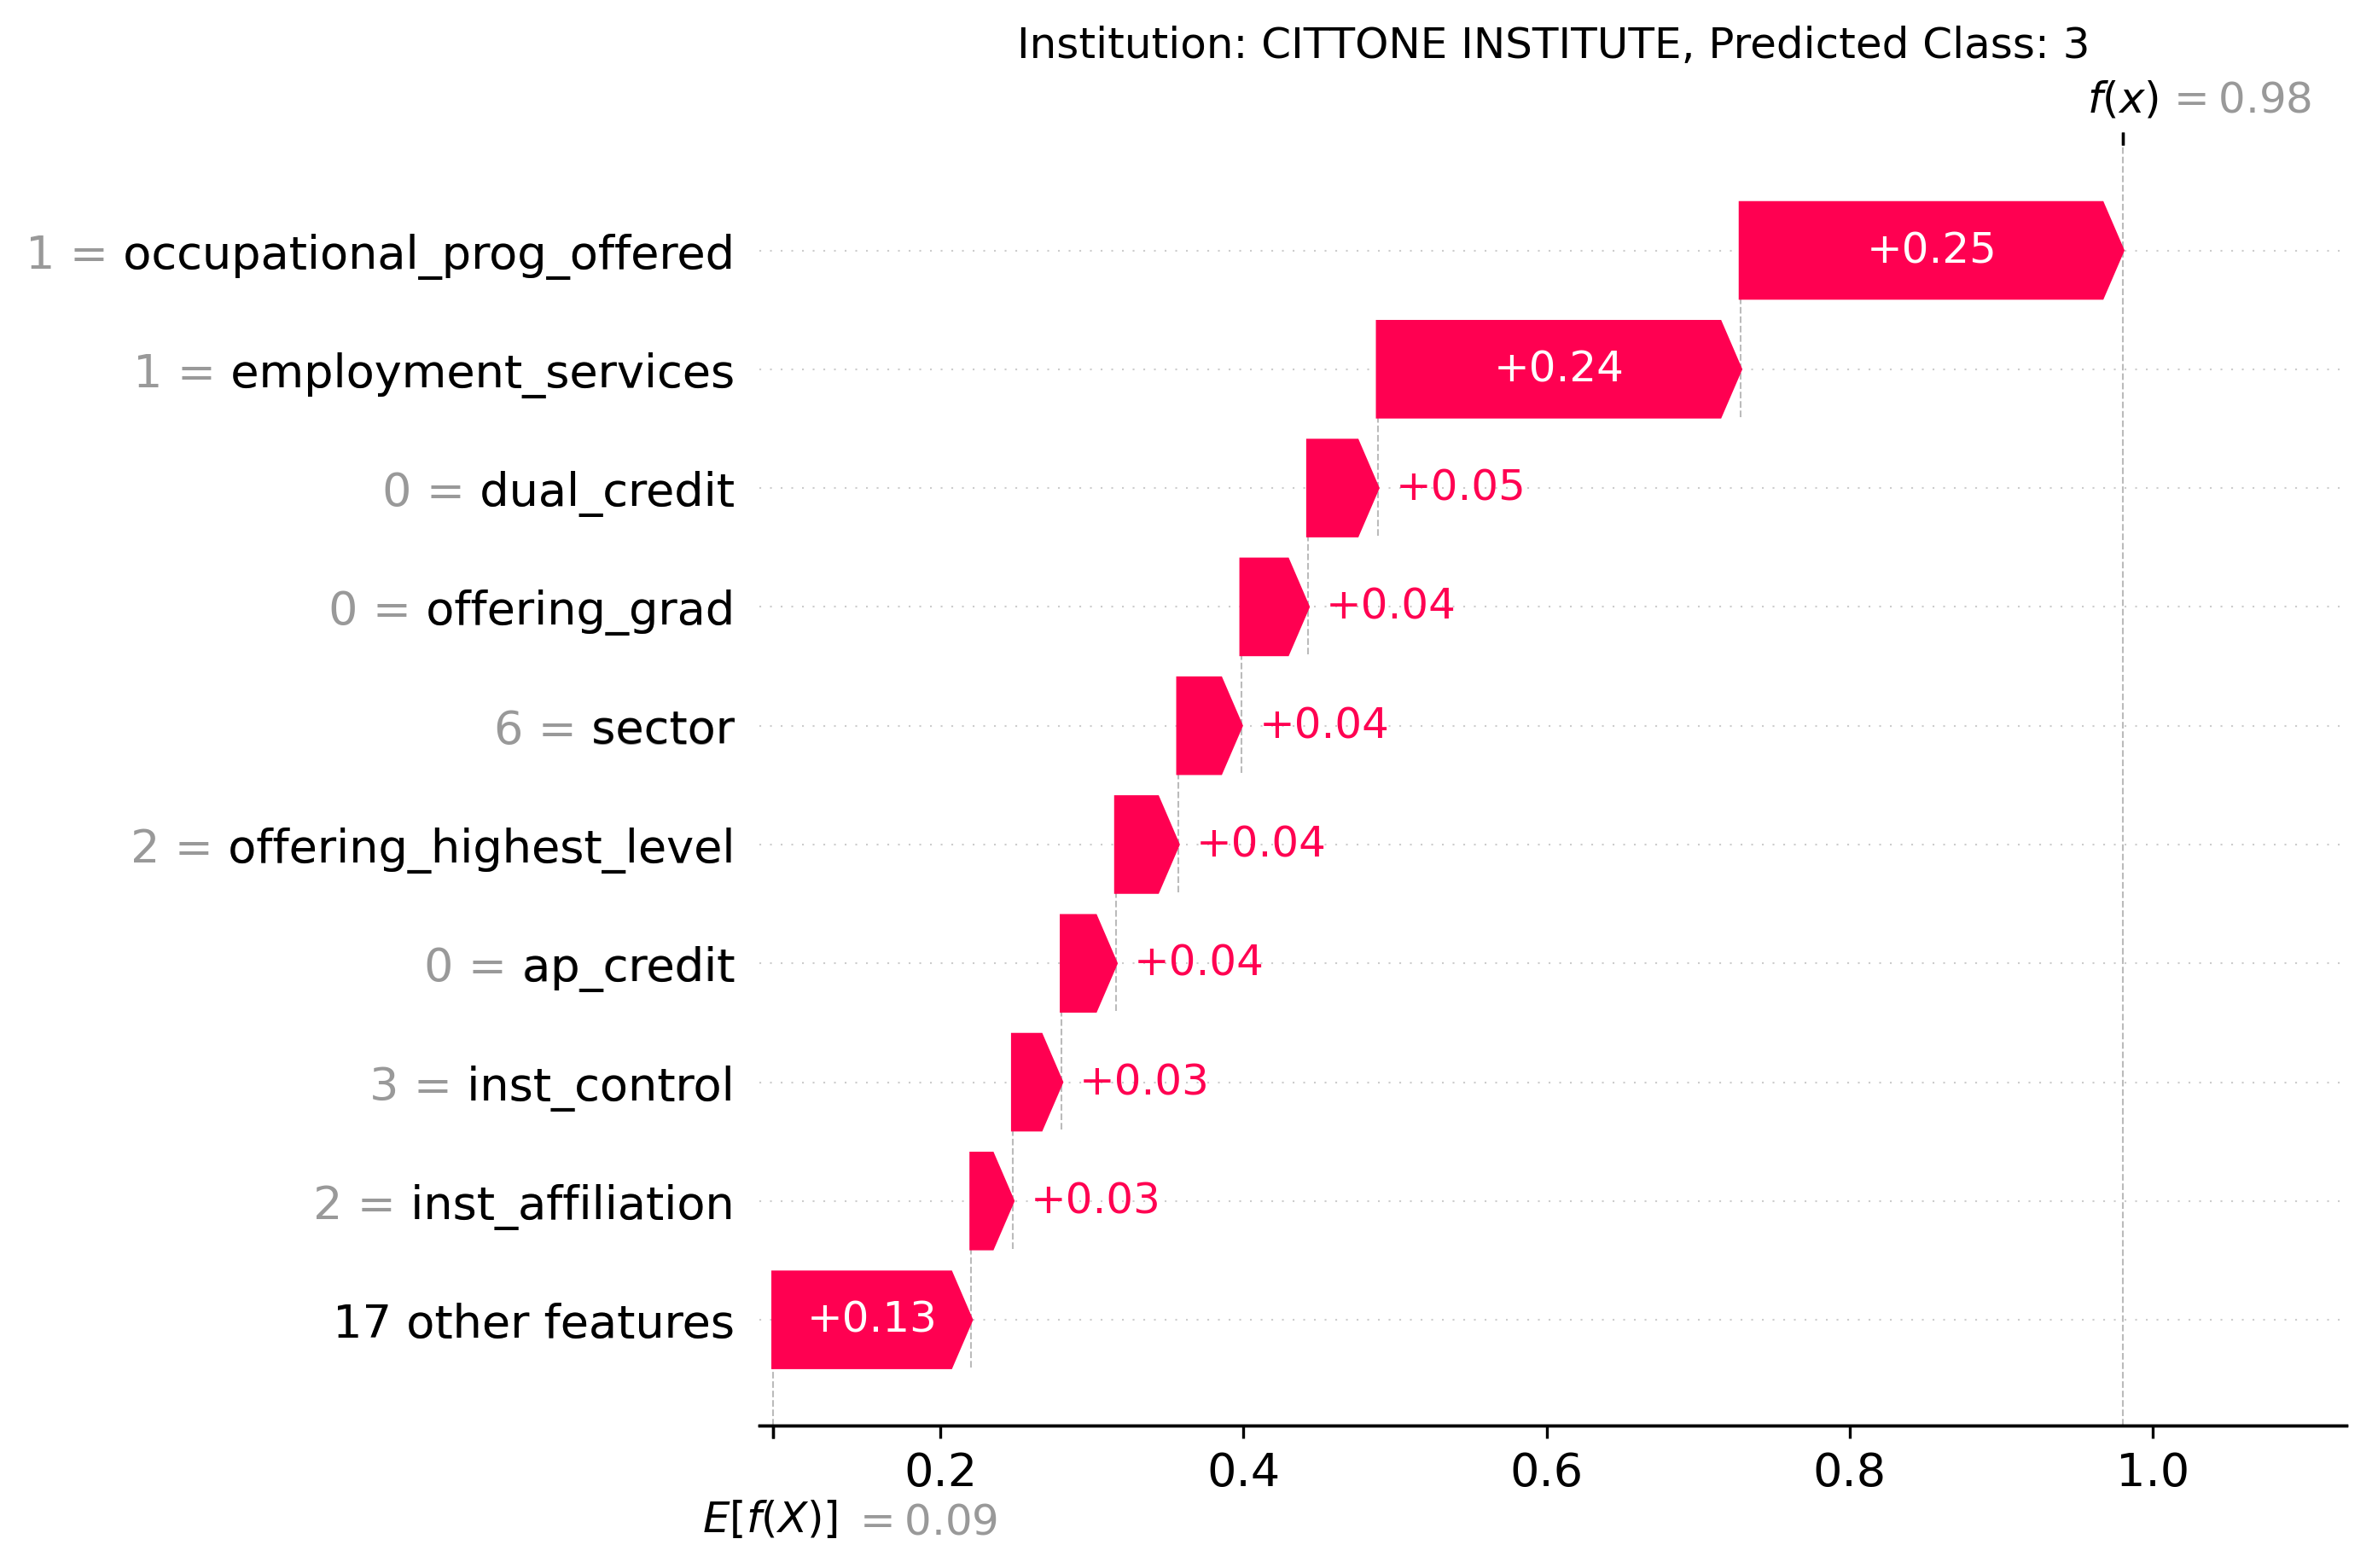 Institution: CITTONE INSTITUTE, Predicted Class: 3
f(x) = 0.98
1 = occupational_prog_offered +0.25
1 = employment_services +0.24
0 = dual_credit +0.05
0 = offering_grad +0.04
6 = sector +0.04
2 = offering_highest_level +0.04
0 = ap_credit +0.04
3 = inst_control +0.03
2 = inst_affiliation +0.03
17 other features +0.13
0.2 0.4 0.6 0.8 1.0
E[f(X)] = 0.09